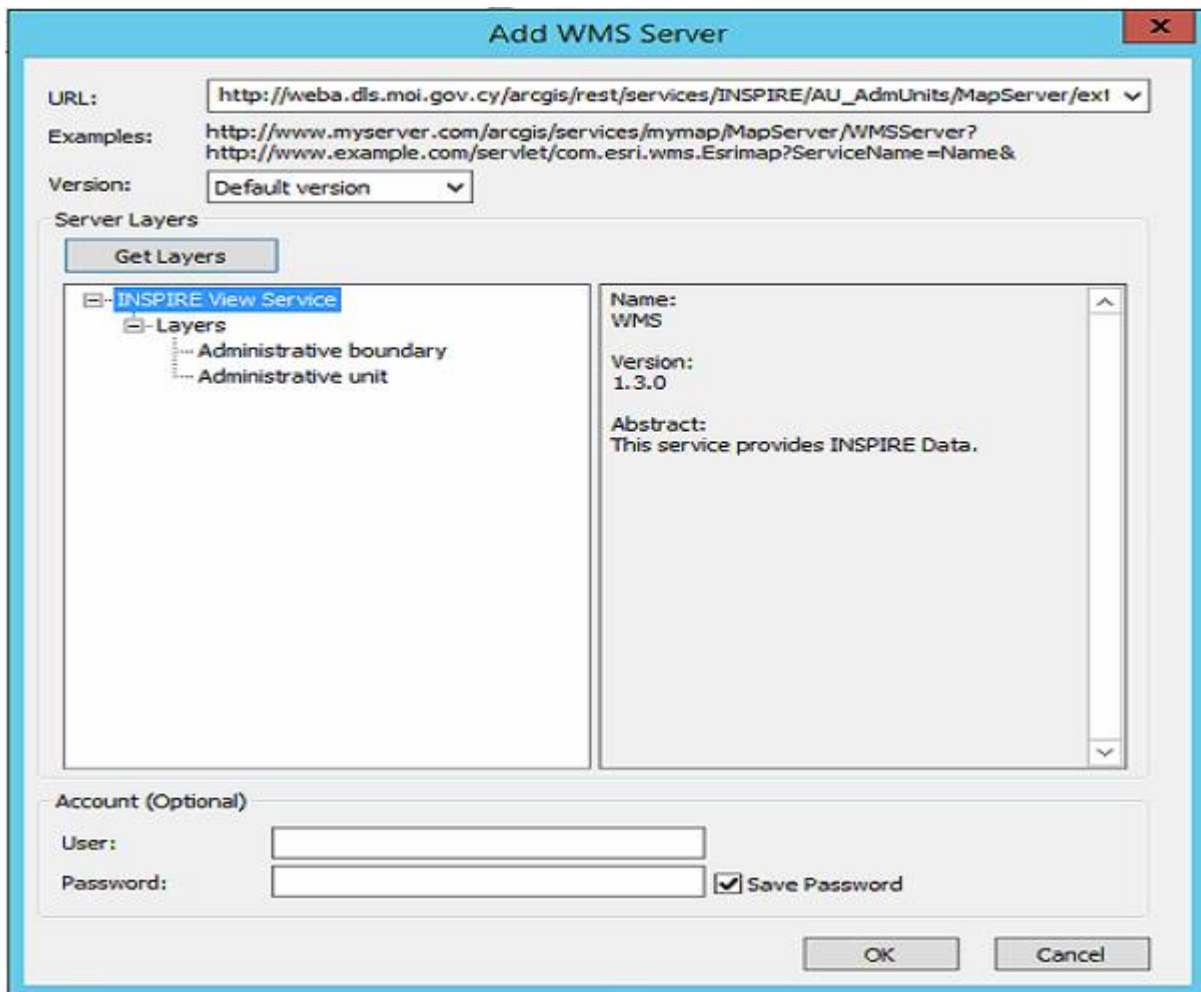 Add WMS Server
URL: http://weba.dls.moi.gov.cy/arcgis/rest/services/INSPIRE/AU_AdmUnits/MapServer/ext
Examples: http://www.myserver.com/arcgis/services/mymap/MapServer/WMSServer?
http://www.example.com/servlet/com.esri.wms.Esrimap?ServiceName=Name&
Version: Default version
Server Layers
Get Layers
INSPIRE View Service
Layers
Administrative boundary
Administrative unit
Name:
WMS
Version:
1.3.0
Abstract:
This service provides INSPIRE Data.
Account (Optional)
User:
Password:
Save Password
OK
Cancel